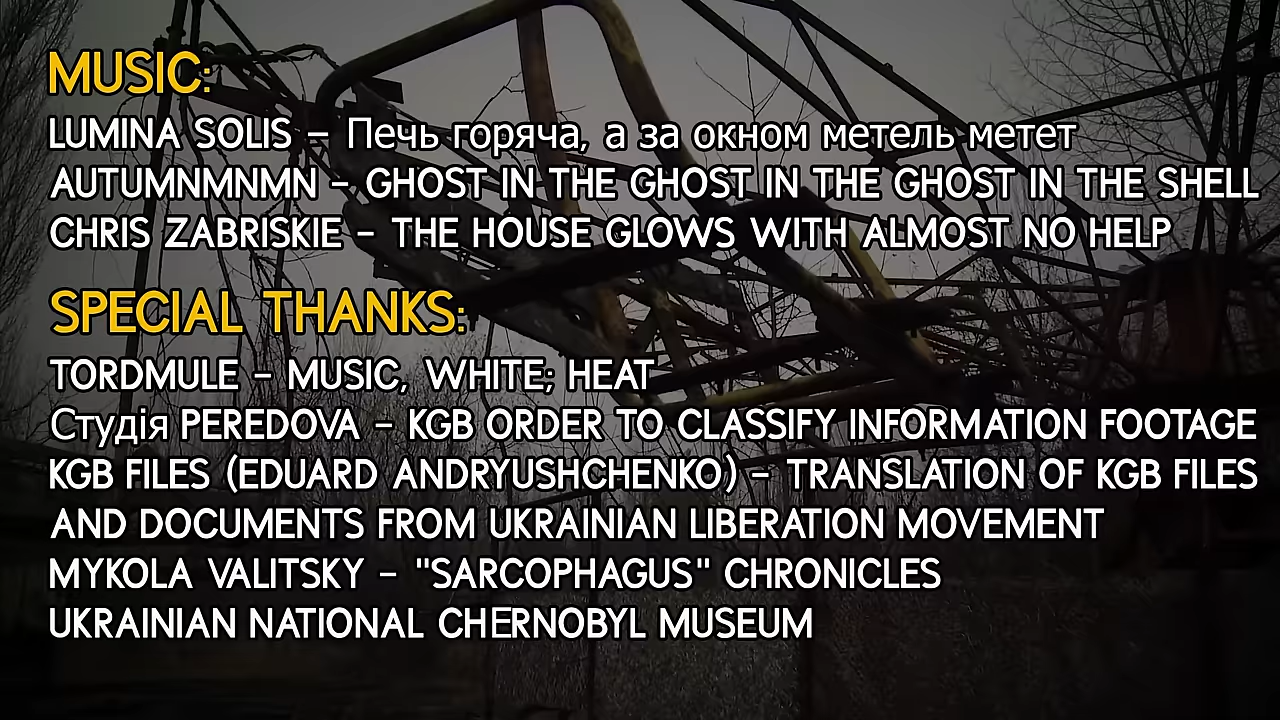 MUSIC:
LUMINA SOLIS – Печь горяча, а за окном метель метет
AUTUMNMNMN – GHOST IN THE GHOST IN THE GHOST IN THE SHELL
CHRIS ZABRISKIE – THE HOUSE GLOWS WITH ALMOST NO HELP
SPECIAL THANKS:
TORDMULE – MUSIC, WHITE; HEAT
Студія PEREDOVA – KGB ORDER TO CLASSIFY INFORMATION FOOTAGE
KGB FILES (EDUARD ANDRYUSHCHENKO) – TRANSLATION OF KGB FILES
AND DOCUMENTS FROM UKRAINIAN LIBERATION MOVEMENT
MYKOLA VALITSKY – "SARCOPHAGUS" CHRONICLES
UKRAINIAN NATIONAL CHERNOBYL MUSEUM